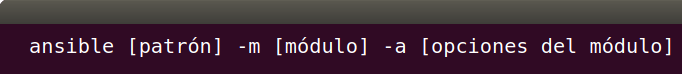 ansible [patrón] -m [módulo] -a [opciones del módulo]